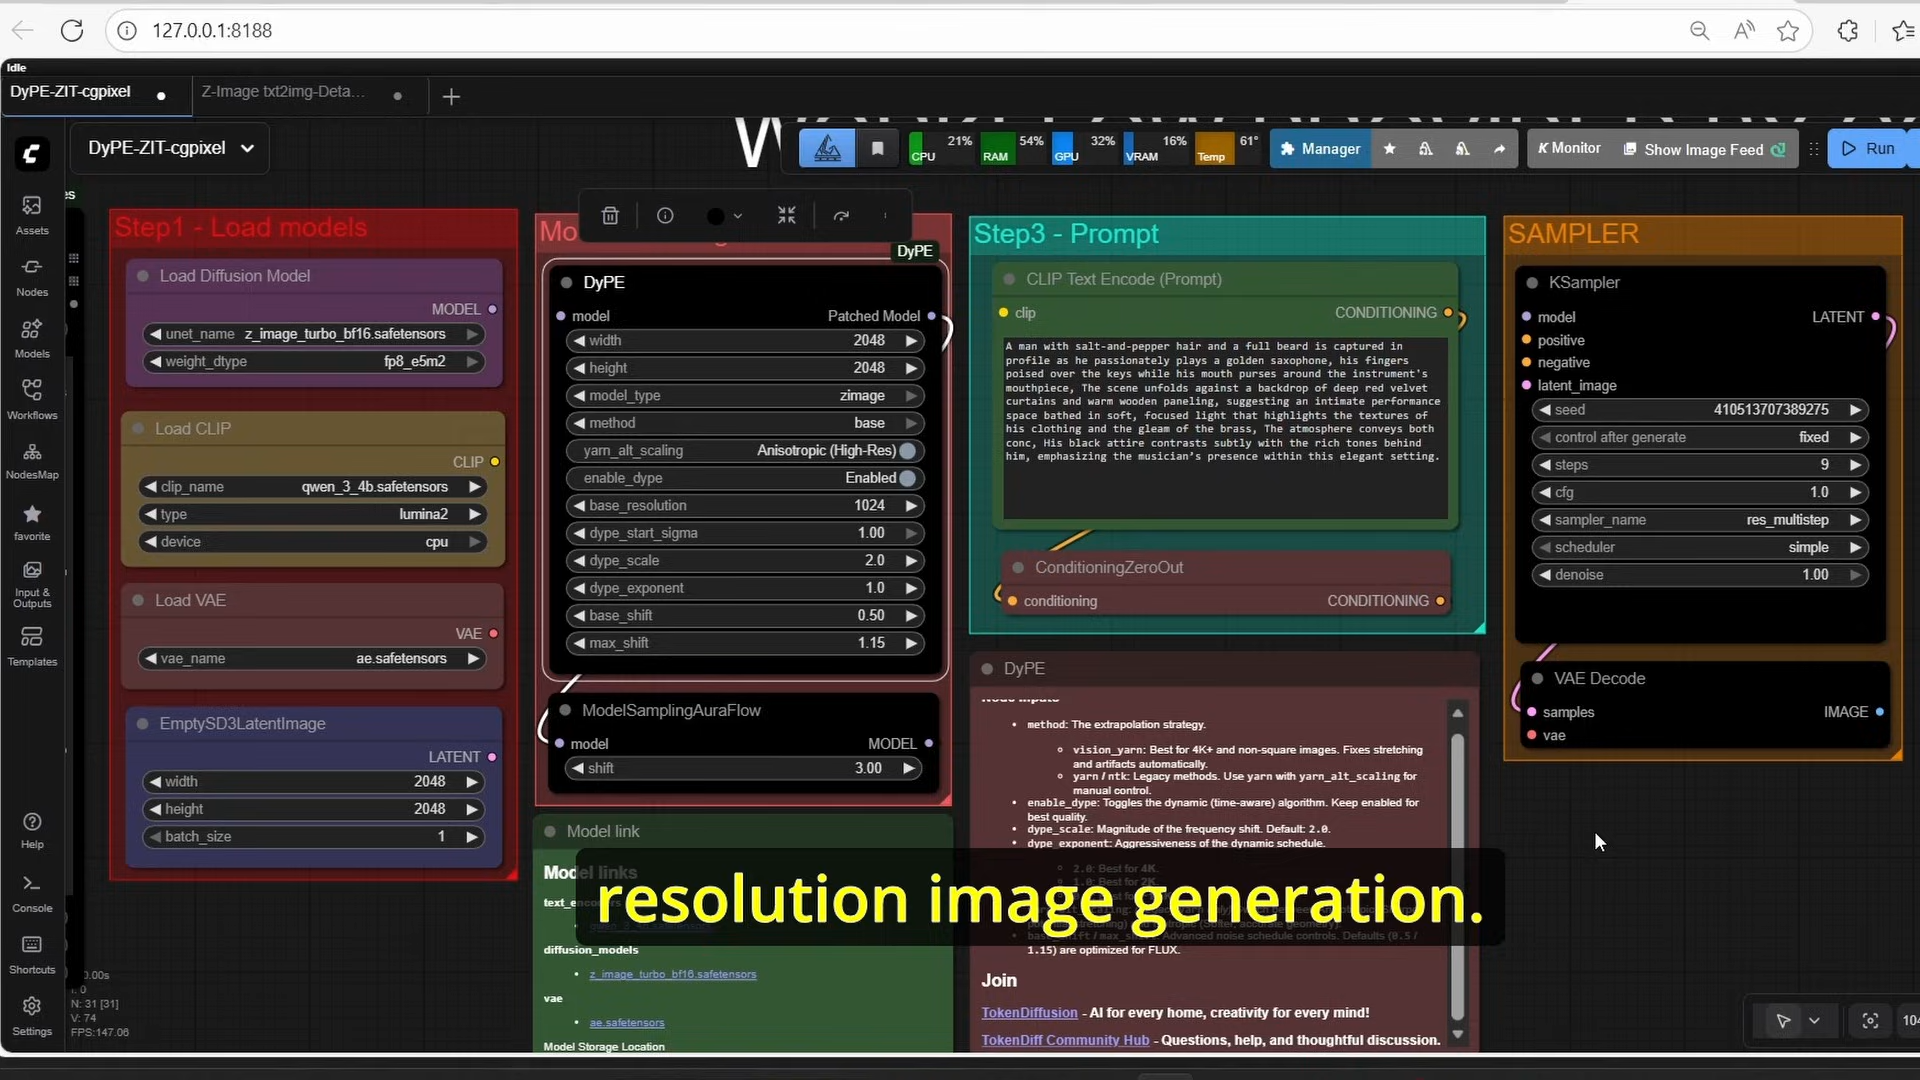 127.0.0.1:8188
Idle
DyPE-ZIT-cgpixel
Z-Image txt2img-Deta...
DyPE-ZIT-cgpixel
CPU
21%
RAM
54%
GPU
32%
VRAM
16%
Temp
61°
Manager
Monitor
Show Image Feed
Run
Assets
Nodes
Models
Workflows
NodesMap
favorite
Input &
Outputs
Templates
Help
Console
Shortcuts
Settings
Step1 - Load models
Load Diffusion Model
MODEL
unet_name z_image_turbo_bf16.safetensors
weight_dtype fp8_e5m2
Load CLIP
CLIP
clip_name qwen_3_4b.safetensors
type lumina2
device cpu
Load VAE
VAE
vae_name ae.safetensors
EmptySD3LatentImage
LATENT
width 2048
height 2048
batch_size 1
DyPE
DyPE
model Patched Model
width 2048
height 2048
model_type zimage
method base
yarn_alt_scaling Anisotropic (High-Res)
enable_dype Enabled
base_resolution 1024
dype_start_sigma 1.00
dype_scale 2.0
dype_exponent 1.0
base_shift 0.50
max_shift 1.15
ModelSamplingAuraFlow
model MODEL
shift 3.00
Model link
Model links
diffusion_models
z_image_turbo_bf16.safetensors
vae
ae.safetensors
Model Storage Location
Step3 - Prompt
CLIP Text Encode (Prompt)
clip CONDITIONING
A man with salt-and-pepper hair and a full beard is captured in
profile as he passionately plays a golden saxophone, his fingers
poised over the keys while his mouth purses around the instrument's
mouthpiece, The scene unfolds against a backdrop of deep red velvet
curtains and warm wooden paneling, suggesting an intimate performance
space bathed in soft, focused light that highlights the textures of
his clothing and the gleam of the brass, The atmosphere conveys both
conc, His black attire contrasts subtly with the rich tones behind
him, emphasizing the musician's presence within this elegant setting.
ConditioningZeroOut
conditioning CONDITIONING
DyPE
Node Inputs
method: The extrapolation strategy.
vision_yarn: Best for 4K+ and non-square images. Fixes stretching
and artifacts automatically.
yarn / ntk: Legacy methods. Use yarn with yarn_alt_scaling for
manual control.
enable_dype: Toggles the dynamic (time-aware) algorithm. Keep enabled for
best quality.
dype_scale: Magnitude of the frequency shift. Default: 2.0.
dype_exponent: Aggressiveness of the dynamic schedule.
2.0: Best for 4K.
1.0: Best for 2K.
1.15) are optimized for FLUX.
Join
TokenDiffusion - AI for every home, creativity for every mind!
TokenDiff Community Hub - Questions, help, and thoughtful discussion.
SAMPLER
KSampler
model LATENT
positive
negative
latent_image
seed 410513707389275
control after generate fixed
steps 9
cfg 1.0
sampler_name res_multistep
scheduler simple
denoise 1.00
VAE Decode
samples IMAGE
vae
resolution image generation.
N: 31 [31]
V: 74
FPS:147.06